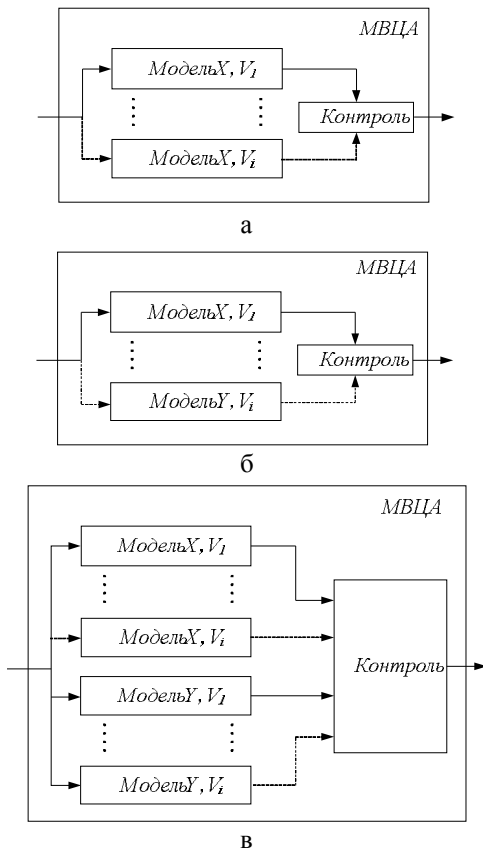 МВЦА
МодельX, V1
Контроль
МодельX, Vi
а
МВЦА
МодельX, V1
Контроль
МодельY, Vi
б
МВЦА
МодельX, V1
МодельX, Vi
Контроль
МодельY, V1
МодельY, Vi
в